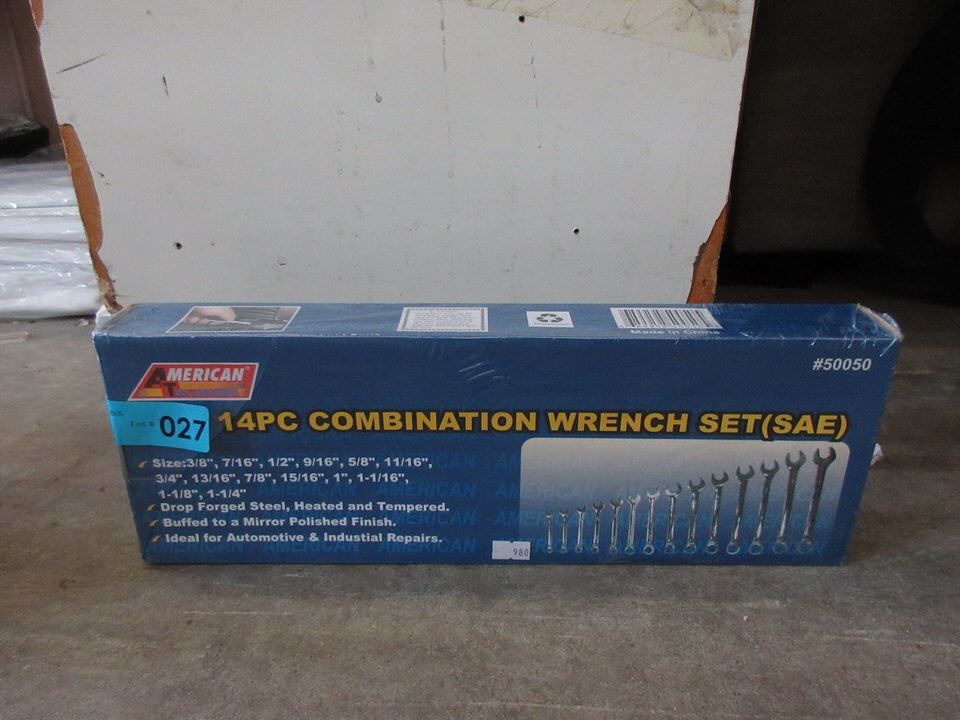 Made in China
#50050
AMERICAN
Lot # 027
14PC COMBINATION WRENCH SET(SAE)
Size:3/8", 7/16", 1/2", 9/16", 5/8", 11/16",
3/4", 13/16", 7/8", 15/16", 1", 1-1/16",
1-1/8", 1-1/4"
Drop Forged Steel, Heated and Tempered.
Buffed to a Mirror Polished Finish.
Ideal for Automotive & Industial Repairs.
980